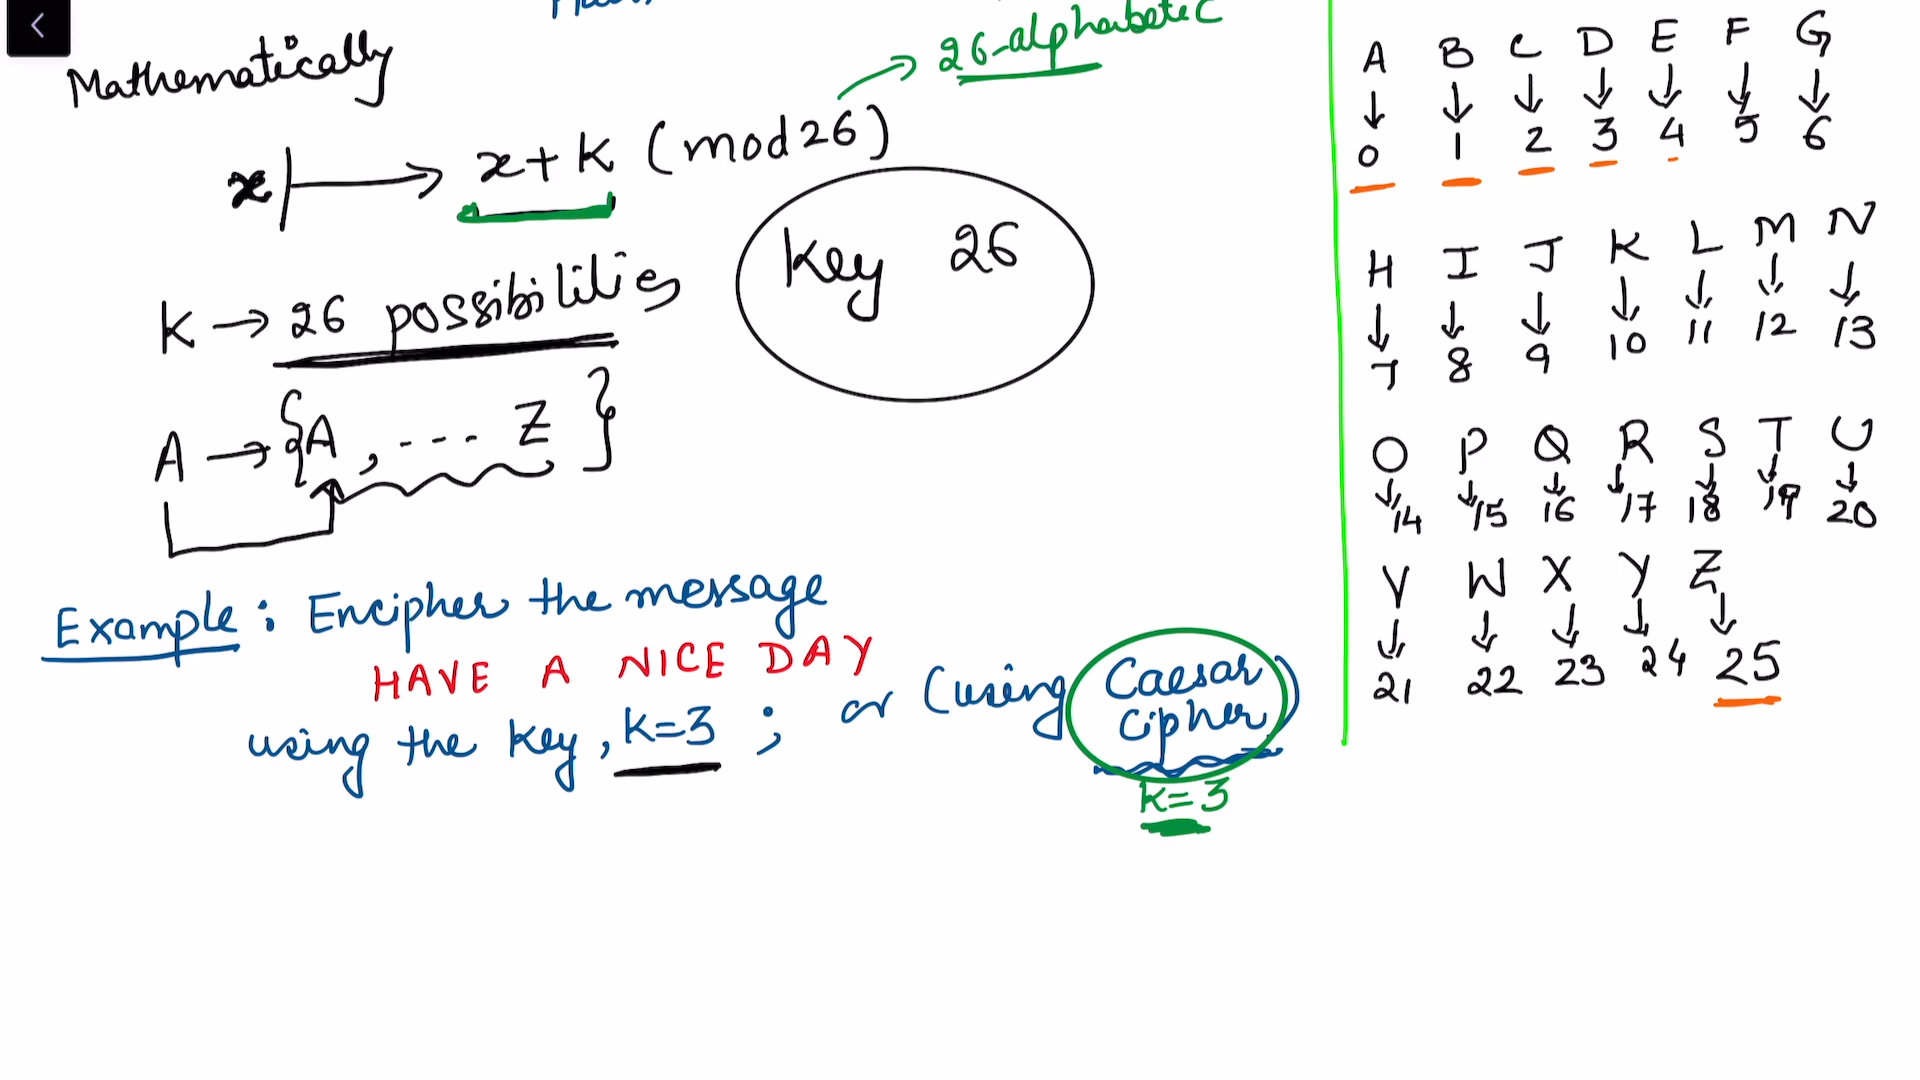 26-alphabetic
Mathematically
x ⟼ x+k (mod 26)
Key 26
K → 26 possibilities
A → {A, ---- Z }
Example: Encipher the message
HAVE A NICE DAY
using the key, k=3 ; or (using Caesar Cipher)
k=3
A B C D E F G
↓ ↓ ↓ ↓ ↓ ↓ ↓
0 1 2 3 4 5 6
H I J K L M N
↓ ↓ ↓ ↓ ↓ ↓ ↓
7 8 9 10 11 12 13
O P Q R S T U
↓ ↓ ↓ ↓ ↓ ↓ ↓
14 15 16 17 18 19 20
V W X Y Z
↓ ↓ ↓ ↓ ↓
21 22 23 24 25